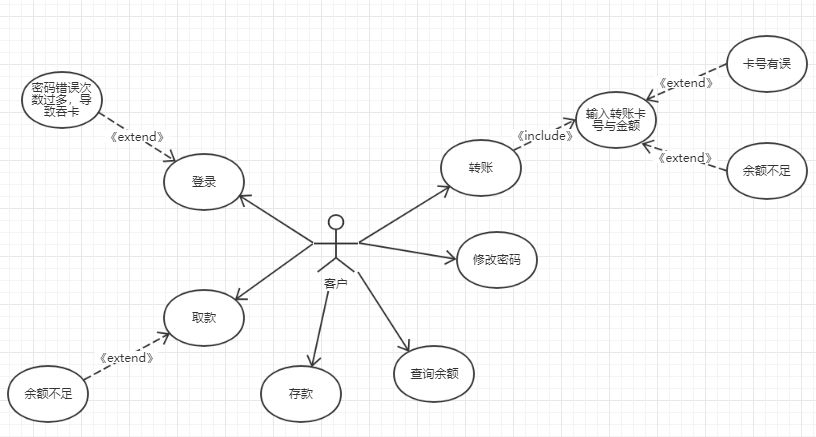 卡号有误
《extend》
密码错误次
数过多，导
致吞卡
输入转账卡
号与金额
《extend》
《include》
《extend》
转账
余额不足
登录
修改密码
客户
取款
《extend》
查询余额
余额不足
存款